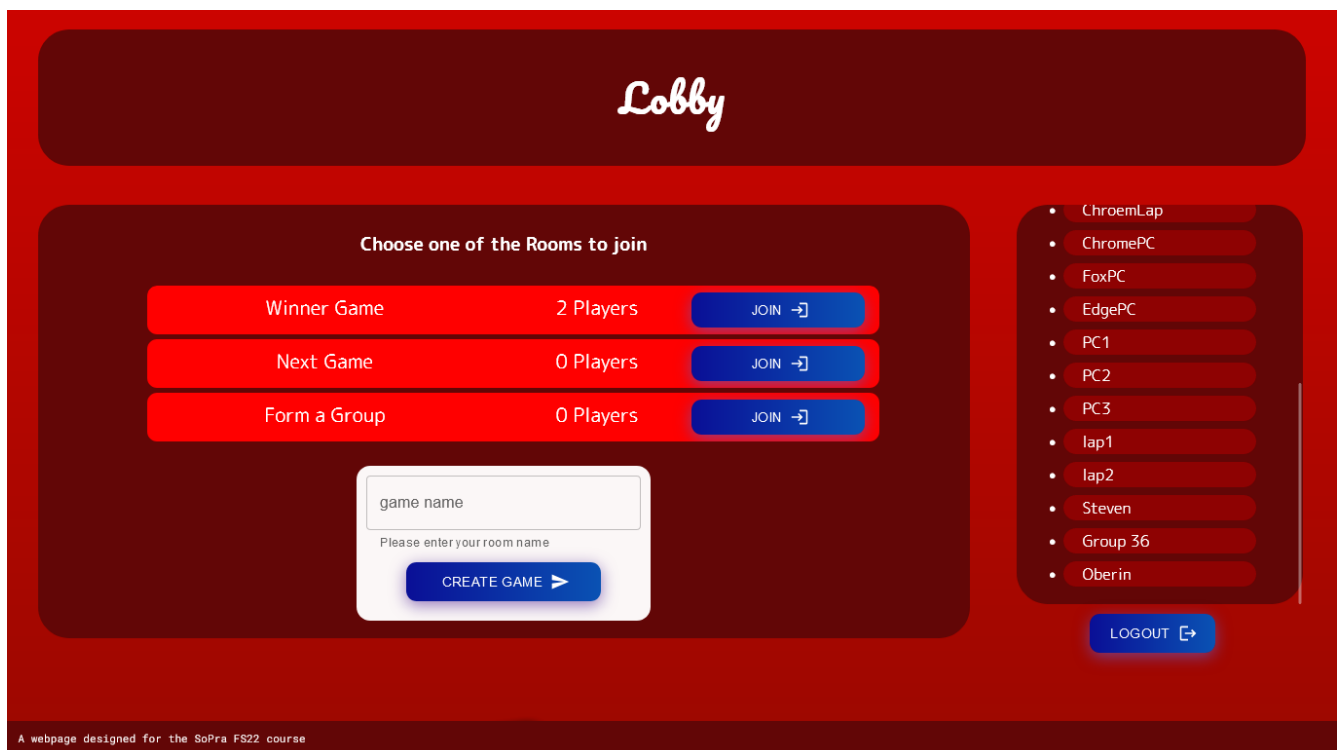 Lobby
Choose one of the Rooms to join
Winner Game 2 Players JOIN
Next Game 0 Players JOIN
Form a Group 0 Players JOIN
game name
Please enter your room name
CREATE GAME
ChroemLap
ChromePC
FoxPC
EdgePC
PC1
PC2
PC3
lap1
lap2
Steven
Group 36
Oberin
LOGOUT
A webpage designed for the SoPra FS22 course